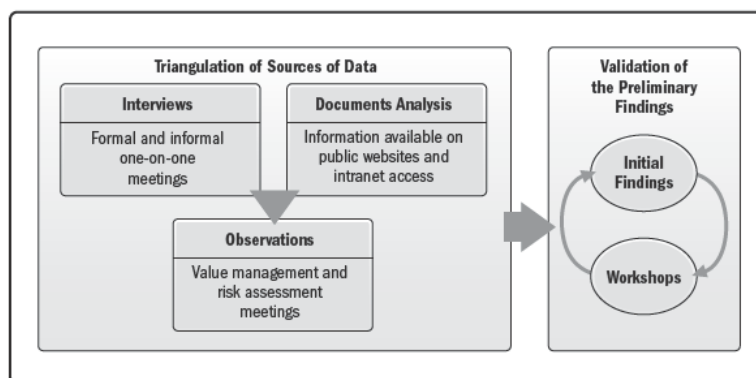 Triangulation of Sources of Data
Interviews
Formal and informal
one-on-one
meetings
Documents Analysis
Information available on
public websites and
intranet access
Observations
Value management and
risk assessment
meetings
Validation of
the Preliminary
Findings
Initial
Findings
Workshops